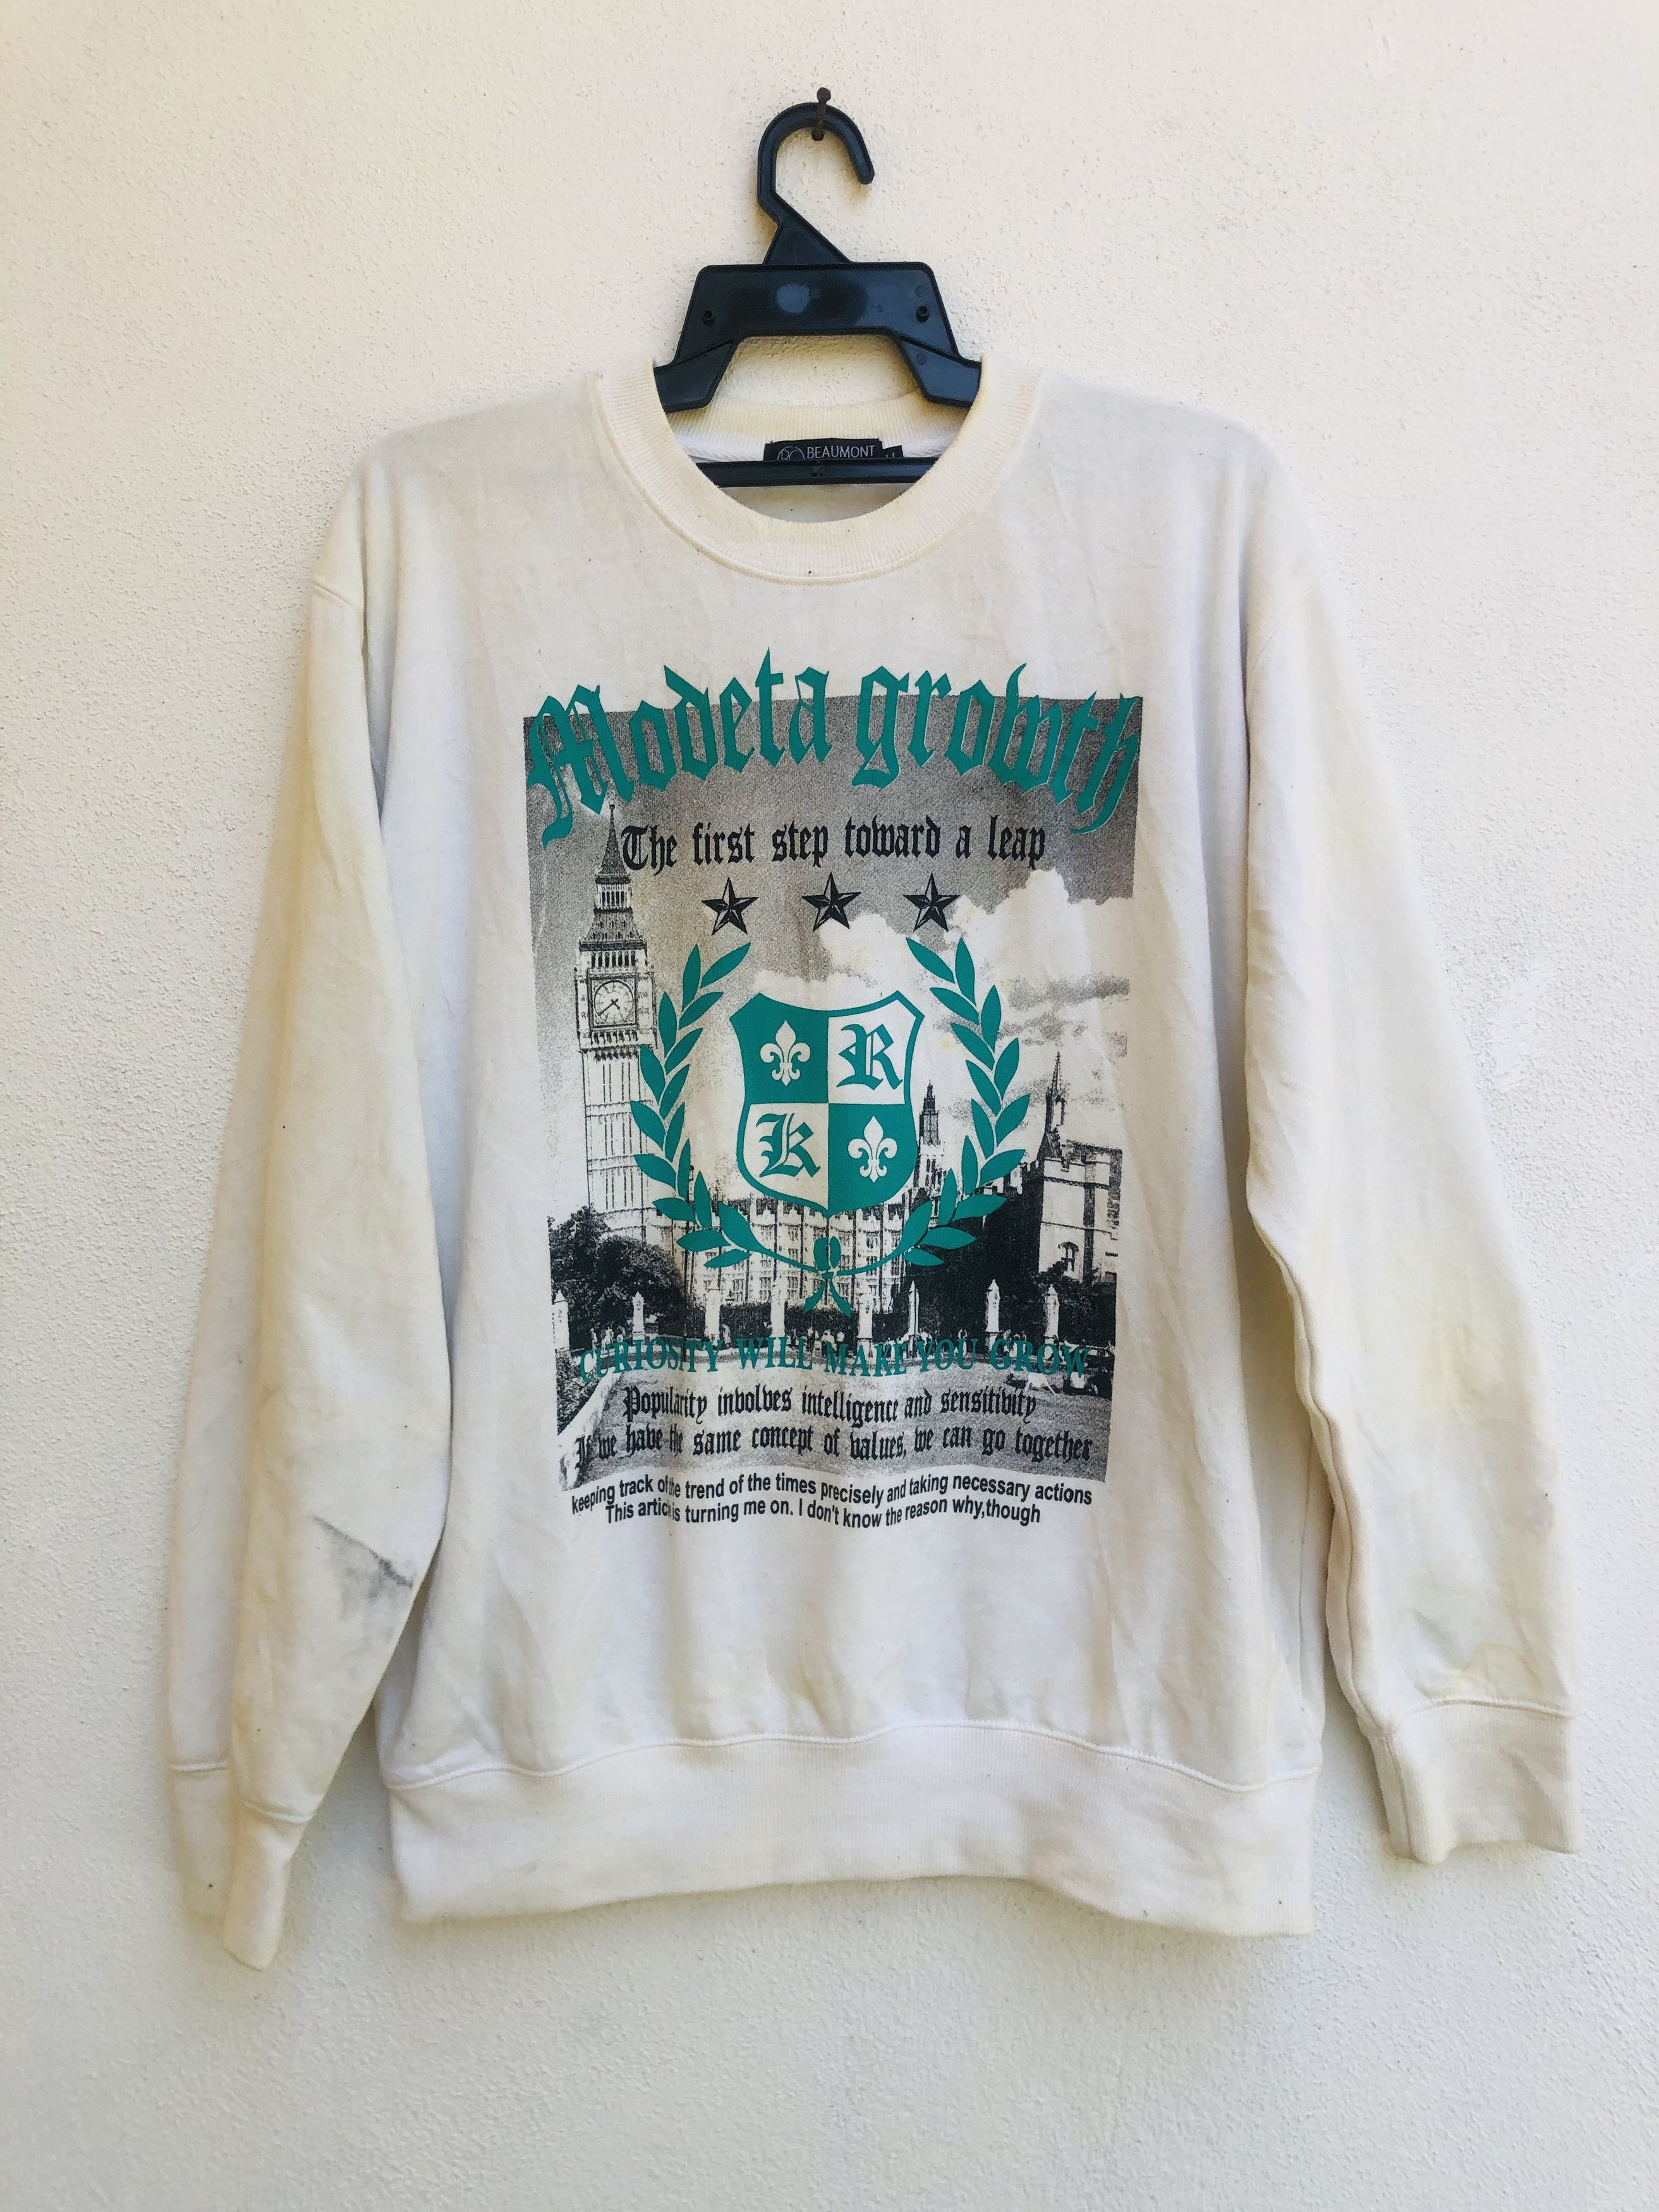 BEAUMONT
Modeta growth
The first step toward a leap
R
K
CURIOSITY WILL MAKE YOU GROW
Popularity involves intelligence and sensitivity
If we have the same concept of values, we can go together
keeping track of the trend of the times precisely and taking necessary actions
This artic is turning me on. I don't know the reason why,though